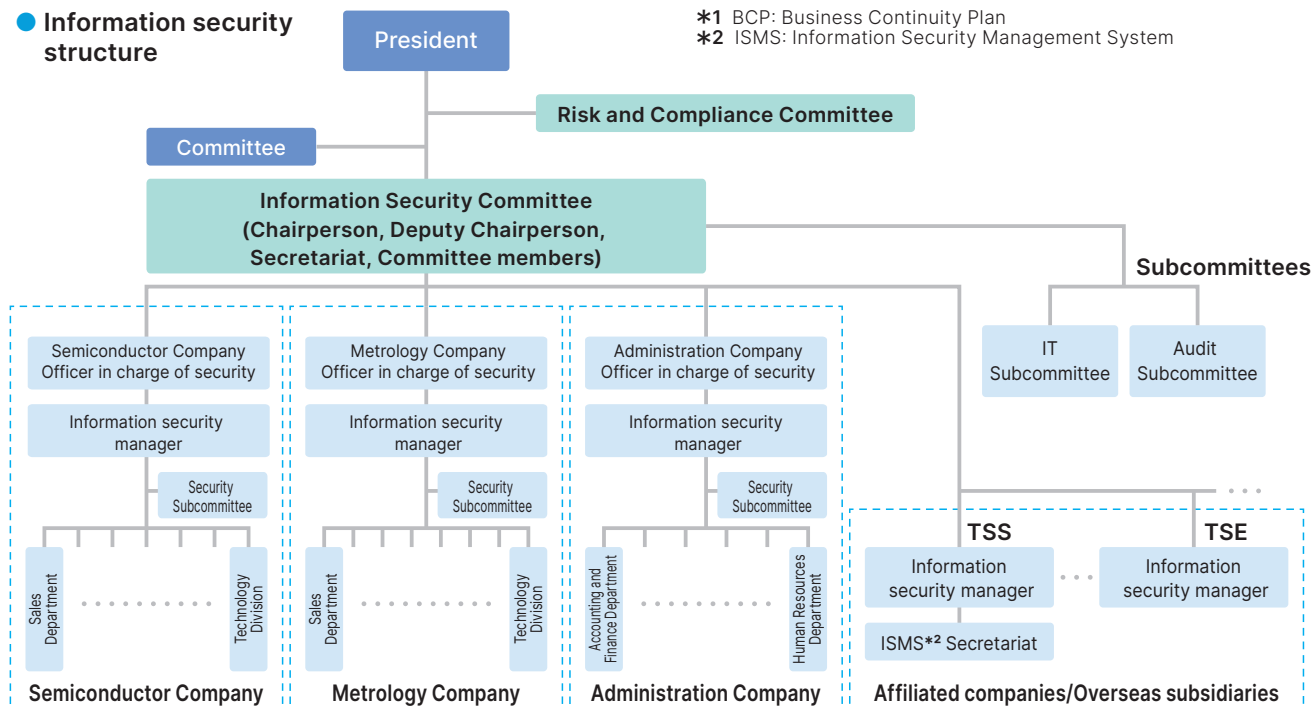 Information security
structure
President
*1 BCP: Business Continuity Plan
*2 ISMS: Information Security Management System
Risk and Compliance Committee
Committee
Information Security Committee
(Chairperson, Deputy Chairperson,
Secretariat, Committee members)
Subcommittees
IT
Subcommittee
Audit
Subcommittee
Semiconductor Company
Officer in charge of security
Information security
manager
Security
Subcommittee
Sales
Department
Technology
Division
Semiconductor Company
Metrology Company
Officer in charge of security
Information security
manager
Security
Subcommittee
Sales
Department
Technology
Division
Metrology Company
Administration Company
Officer in charge of security
Information security
manager
Security
Subcommittee
Accounting and
Finance Department
Human Resources
Department
Administration Company
TSS
Information
security manager
ISMS*2 Secretariat
TSE
Information
security manager
Affiliated companies/Overseas subsidiaries